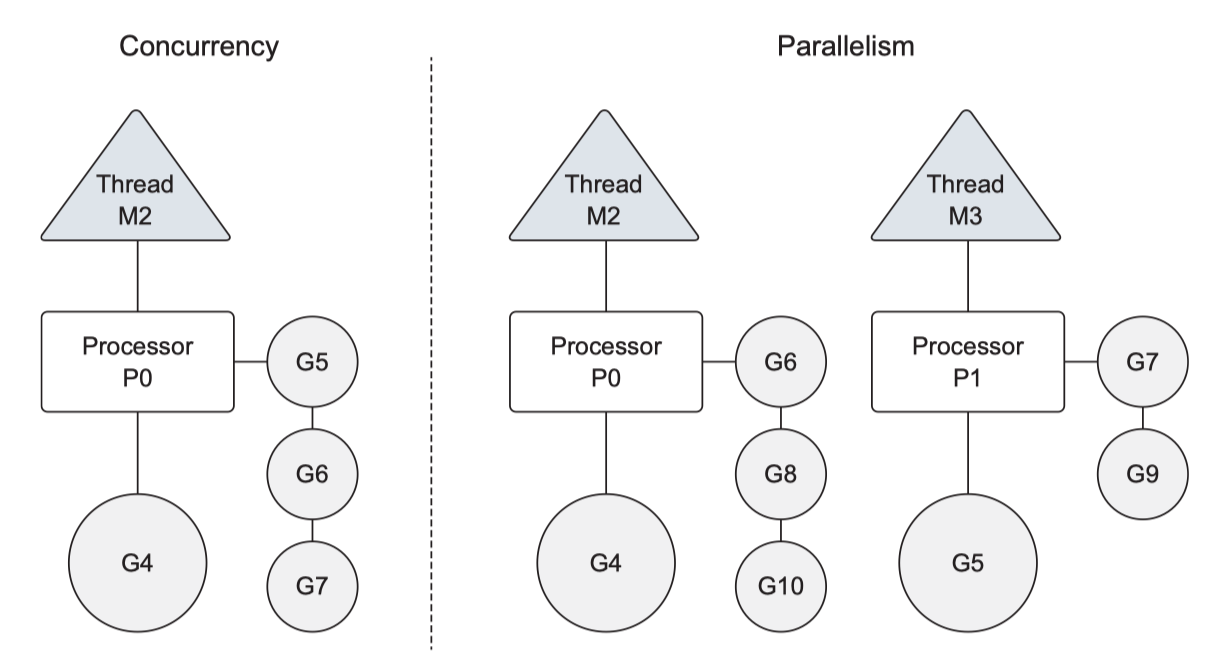 Concurrency
Thread
M2
Processor
P0
G5
G6
G4
G7
Parallelism
Thread
M2
Processor
P0
G6
G8
G4
G10
Thread
M3
Processor
P1
G7
G9
G5